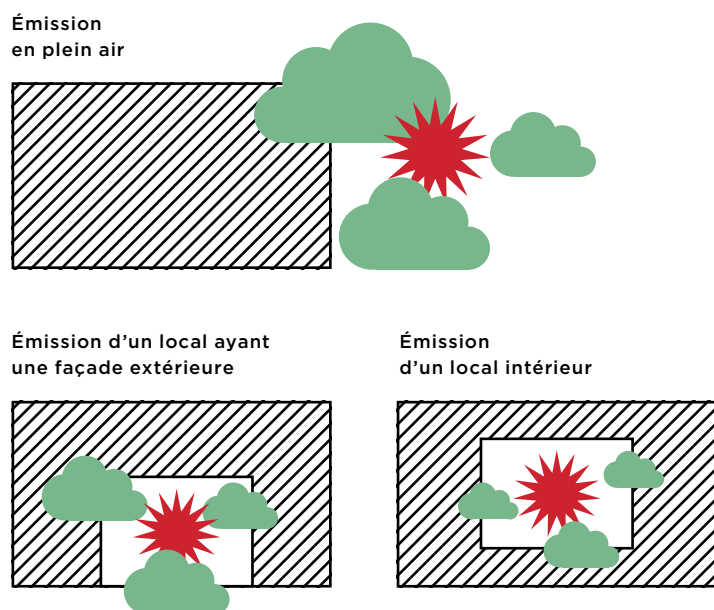 Émission
en plein air
Émission d’un local ayant
une façade extérieure
Émission
d’un local intérieur